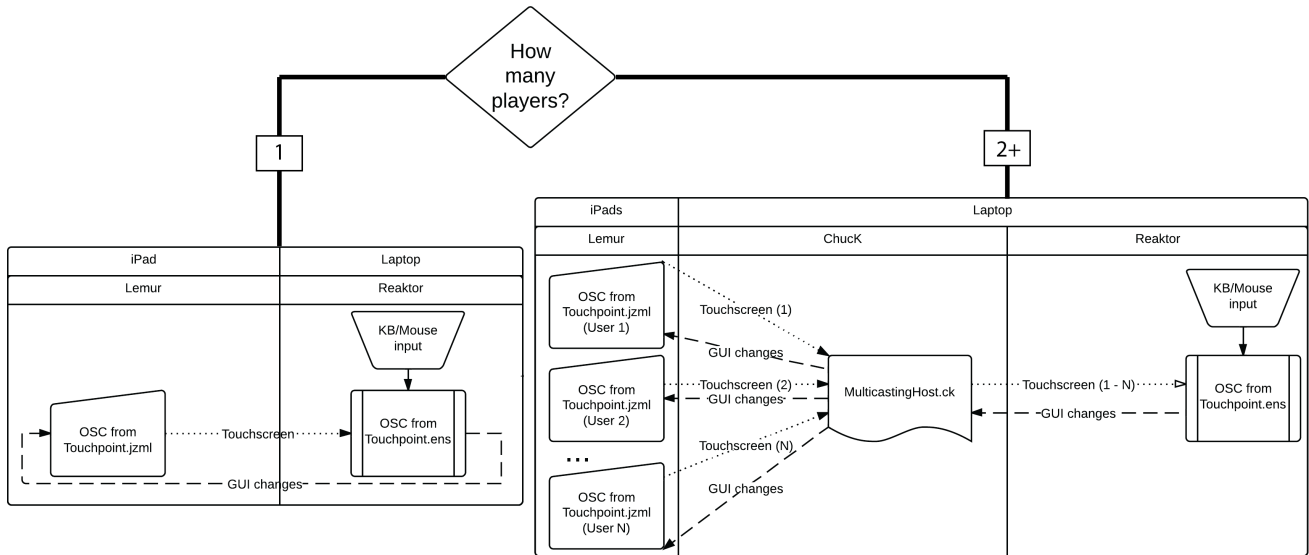 How
many
players?
1
2+
iPad
Laptop
Lemur
Reaktor
KB/Mouse
input
OSC from
Touchpoint.jzml
Touchscreen
OSC from
Touchpoint.ens
GUI changes
iPads
Laptop
Lemur
ChucK
Reaktor
OSC from
Touchpoint.jzml
(User 1)
Touchscreen (1)
GUI changes
KB/Mouse
input
OSC from
Touchpoint.jzml
(User 2)
Touchscreen (2)
GUI changes
MulticastingHost.ck
Touchscreen (1 - N)
GUI changes
OSC from
Touchpoint.ens
...
Touchscreen (N)
GUI changes
OSC from
Touchpoint.jzml
(User N)